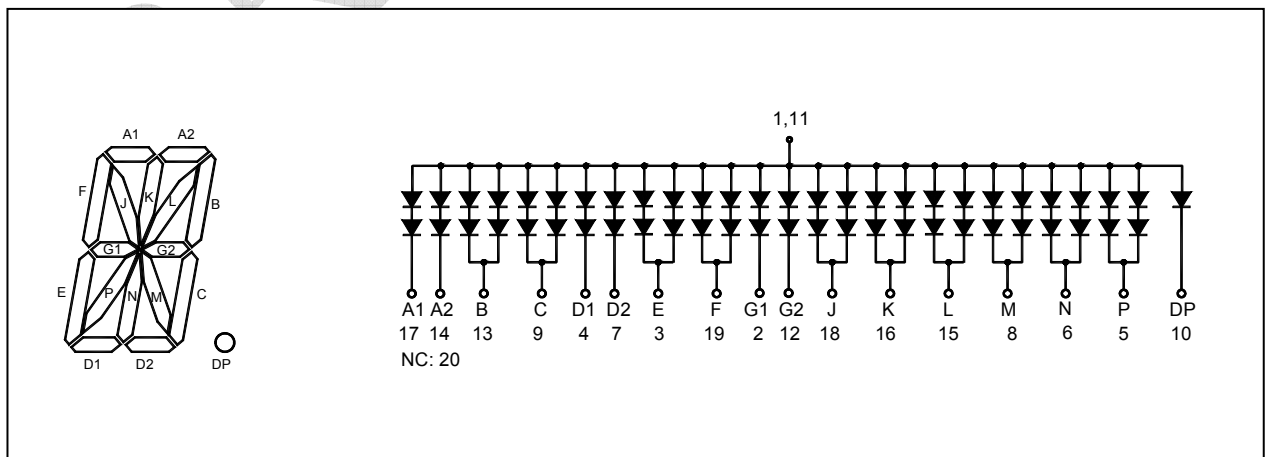 1,11
A1 A2
F J K L B
G1 G2
E P N M C
D1 D2 DP
A1 A2 B C D1 D2 E F G1 G2 J K L M N P DP
17 14 13 9 4 7 3 19 2 12 18 16 15 8 6 5 10
NC: 20